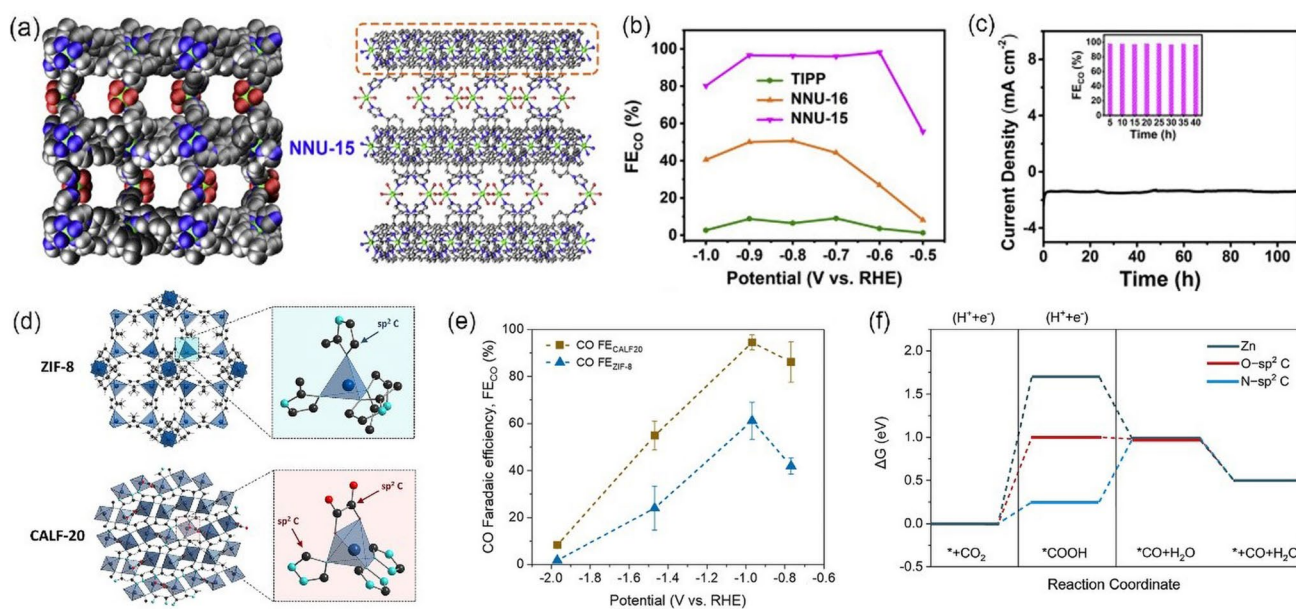 (a)
NNU-15
(b)
FECO (%)
100
80
60
40
20
0
TIPP
NNU-16
NNU-15
-1.0 -0.9 -0.8 -0.7 -0.6 -0.5
Potential (V vs. RHE)
(c)
Current Density (mA cm-2)
8
4
0
-4
FECO (%)
100
80
60
40
20
0
5 10 15 20 25 30 35 40
Time (h)
0 20 40 60 80 100
Time (h)
(d)
ZIF-8
sp2 C
CALF-20
sp2 C
sp2 C
(e)
CO Faradaic efficiency, FECO (%)
100
80
60
40
20
0
CO FECALF20
CO FEZIF-8
-2.0 -1.8 -1.6 -1.4 -1.2 -1.0 -0.8 -0.6
Potential (V vs. RHE)
(f)
(H++e-) (H++e-)
ΔG (eV)
2.0
1.5
1.0
0.5
0.0
-0.5
Zn
O-sp2 C
N-sp2 C
*+CO2 *COOH *CO+H2O *+CO+H2O
Reaction Coordinate